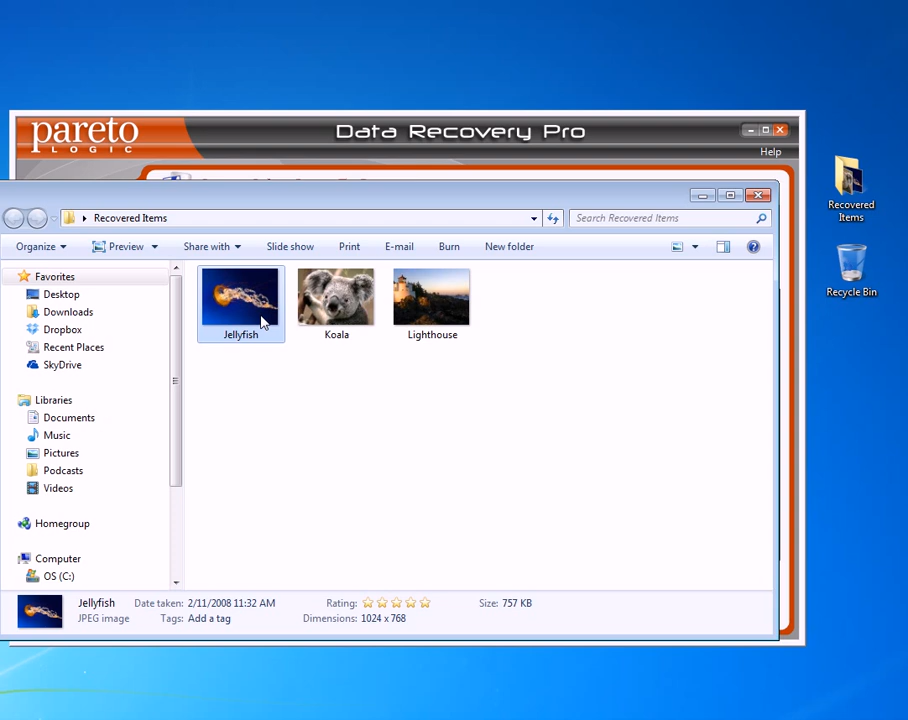 pareto
LOGIC
Data Recovery Pro
Help
Recovered Items
Search Recovered Items
Organize
Preview
Share with
Slide show
Print
E-mail
Burn
New folder
Favorites
Desktop
Downloads
Dropbox
Recent Places
SkyDrive
Libraries
Documents
Music
Pictures
Podcasts
Videos
Homegroup
Computer
OS (C:)
Jellyfish
Koala
Lighthouse
Jellyfish
Date taken: 2/11/2008 11:32 AM
Rating:
Size: 757 KB
JPEG image
Tags: Add a tag
Dimensions: 1024 x 768
Recovered
Items
Recycle Bin